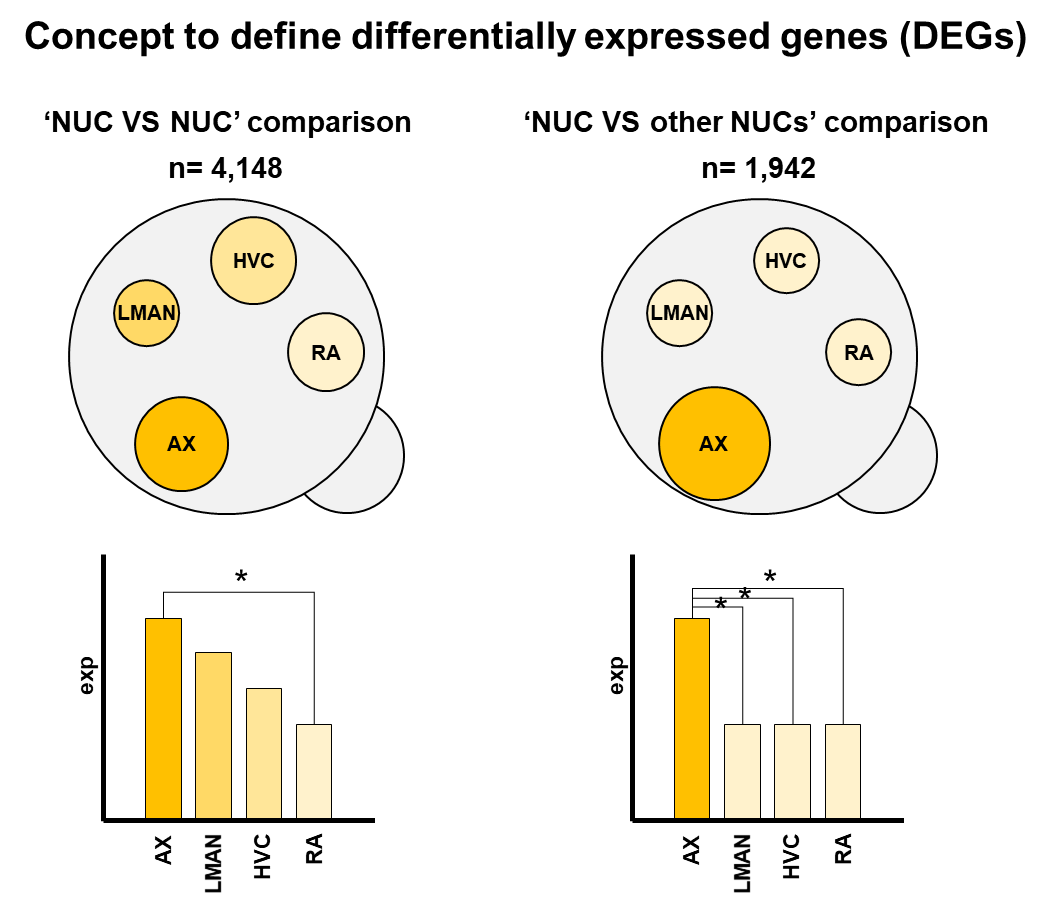 Concept to define differentially expressed genes (DEGs)
‘NUC VS NUC’ comparison
n= 4,148
HVC
LMAN
RA
AX
*
exp
AX
LMAN
HVC
RA
‘NUC VS other NUCs’ comparison
n= 1,942
HVC
LMAN
RA
AX
*
*
*
exp
AX
LMAN
HVC
RA